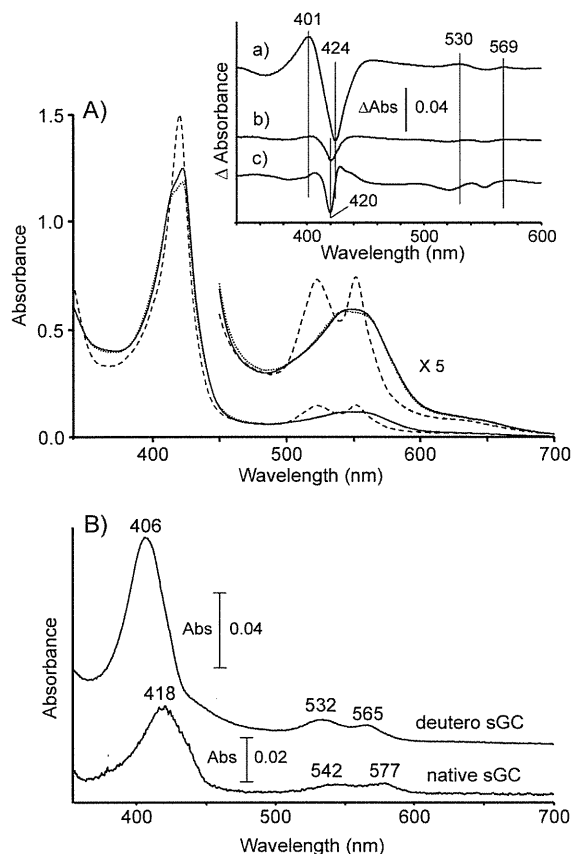 A)
401
424
530
569
a)
b)
c)
ΔAbs
0.04
420
Δ Absorbance
400
500
600
Wavelength (nm)
1.5
1.0
0.5
0.0
Absorbance
X 5
400
500
600
700
Wavelength (nm)
B)
406
Abs
0.04
deutero sGC
532
565
418
Abs
0.02
native sGC
542
577
Absorbance
400
500
600
700
Wavelength (nm)